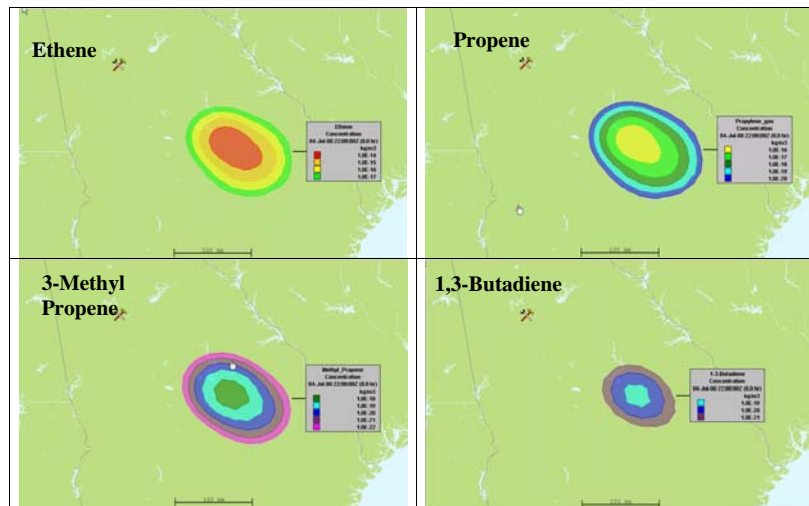 Ethene
Ethene
Concentration
04-Jul-00 22:00:00Z (0.0 hr)
kg/m3
1.0E-14
1.0E-15
1.0E-16
1.0E-17
Propene
Propylene_gas
Concentration
04-Jul-00 22:00:00Z (0.0 hr)
kg/m3
1.0E-16
1.0E-17
1.0E-18
1.0E-19
1.0E-20
3-Methyl
Propene
Methyl_Propene
Concentration
04-Jul-00 22:00:00Z (0.0 hr)
kg/m3
1.0E-18
1.0E-19
1.0E-20
1.0E-21
1.0E-22
1,3-Butadiene
1-3-Butadiene
Concentration
04-Jul-00 22:00:00Z (0.0 hr)
kg/m3
1.0E-19
1.0E-20
1.0E-21